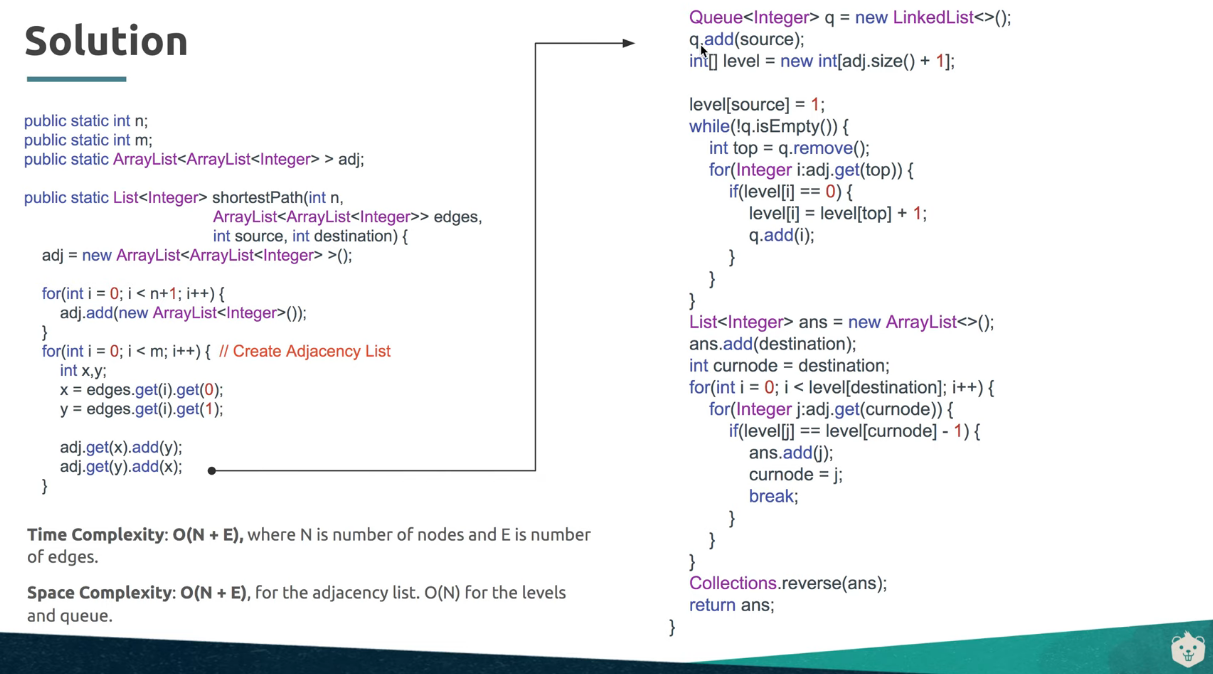 Solution
public static int n;
public static int m;
public static ArrayList<ArrayList<Integer> > adj;
public static List<Integer> shortestPath(int n,
ArrayList<ArrayList<Integer>> edges,
int source, int destination) {
adj = new ArrayList<ArrayList<Integer> >();
for(int i = 0; i < n+1; i++) {
adj.add(new ArrayList<Integer>());
}
for(int i = 0; i < m; i++) { // Create Adjacency List
int x,y;
x = edges.get(i).get(0);
y = edges.get(i).get(1);
adj.get(x).add(y);
adj.get(y).add(x);
}
Time Complexity: O(N + E), where N is number of nodes and E is number
of edges.
Space Complexity: O(N + E), for the adjacency list. O(N) for the levels
and queue.
Queue<Integer> q = new LinkedList<>();
q.add(source);
int[] level = new int[adj.size() + 1];
level[source] = 1;
while(!q.isEmpty()) {
int top = q.remove();
for(Integer i:adj.get(top)) {
if(level[i] == 0) {
level[i] = level[top] + 1;
q.add(i);
}
}
}
List<Integer> ans = new ArrayList<>();
ans.add(destination);
int curnode = destination;
for(int i = 0; i < level[destination]; i++) {
for(Integer j:adj.get(curnode)) {
if(level[j] == level[curnode] - 1) {
ans.add(j);
curnode = j;
break;
}
}
}
Collections.reverse(ans);
return ans;
}